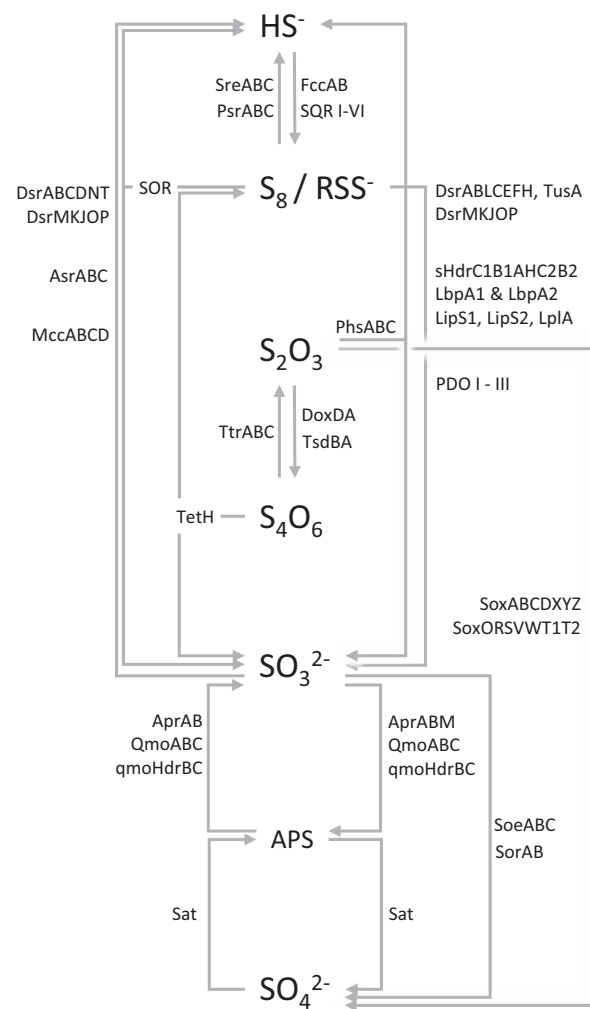 HS⁻
SreABC FccAB
PsrABC SQR I-VI
DsrABCDNT
DsrMKJOP
SOR
S₈ / RSS⁻
DsrABLCEFH, TusA
DsrMKJOP
AsrABC
sHdrC1B1AHC2B2
LbpA1 & LbpA2
LipS1, LipS2, LplA
MccABCD
PhsABC
S₂O₃
PDO I - III
TtrABC
DoxDA
TsdBA
TetH
S₄O₆
SoxABCDXYZ
SoxORSVWT1T2
SO₃²⁻
AprAB
QmoABC
qmoHdrBC
AprABM
QmoABC
qmoHdrBC
APS
SoeABC
SorAB
Sat
Sat
SO₄²⁻